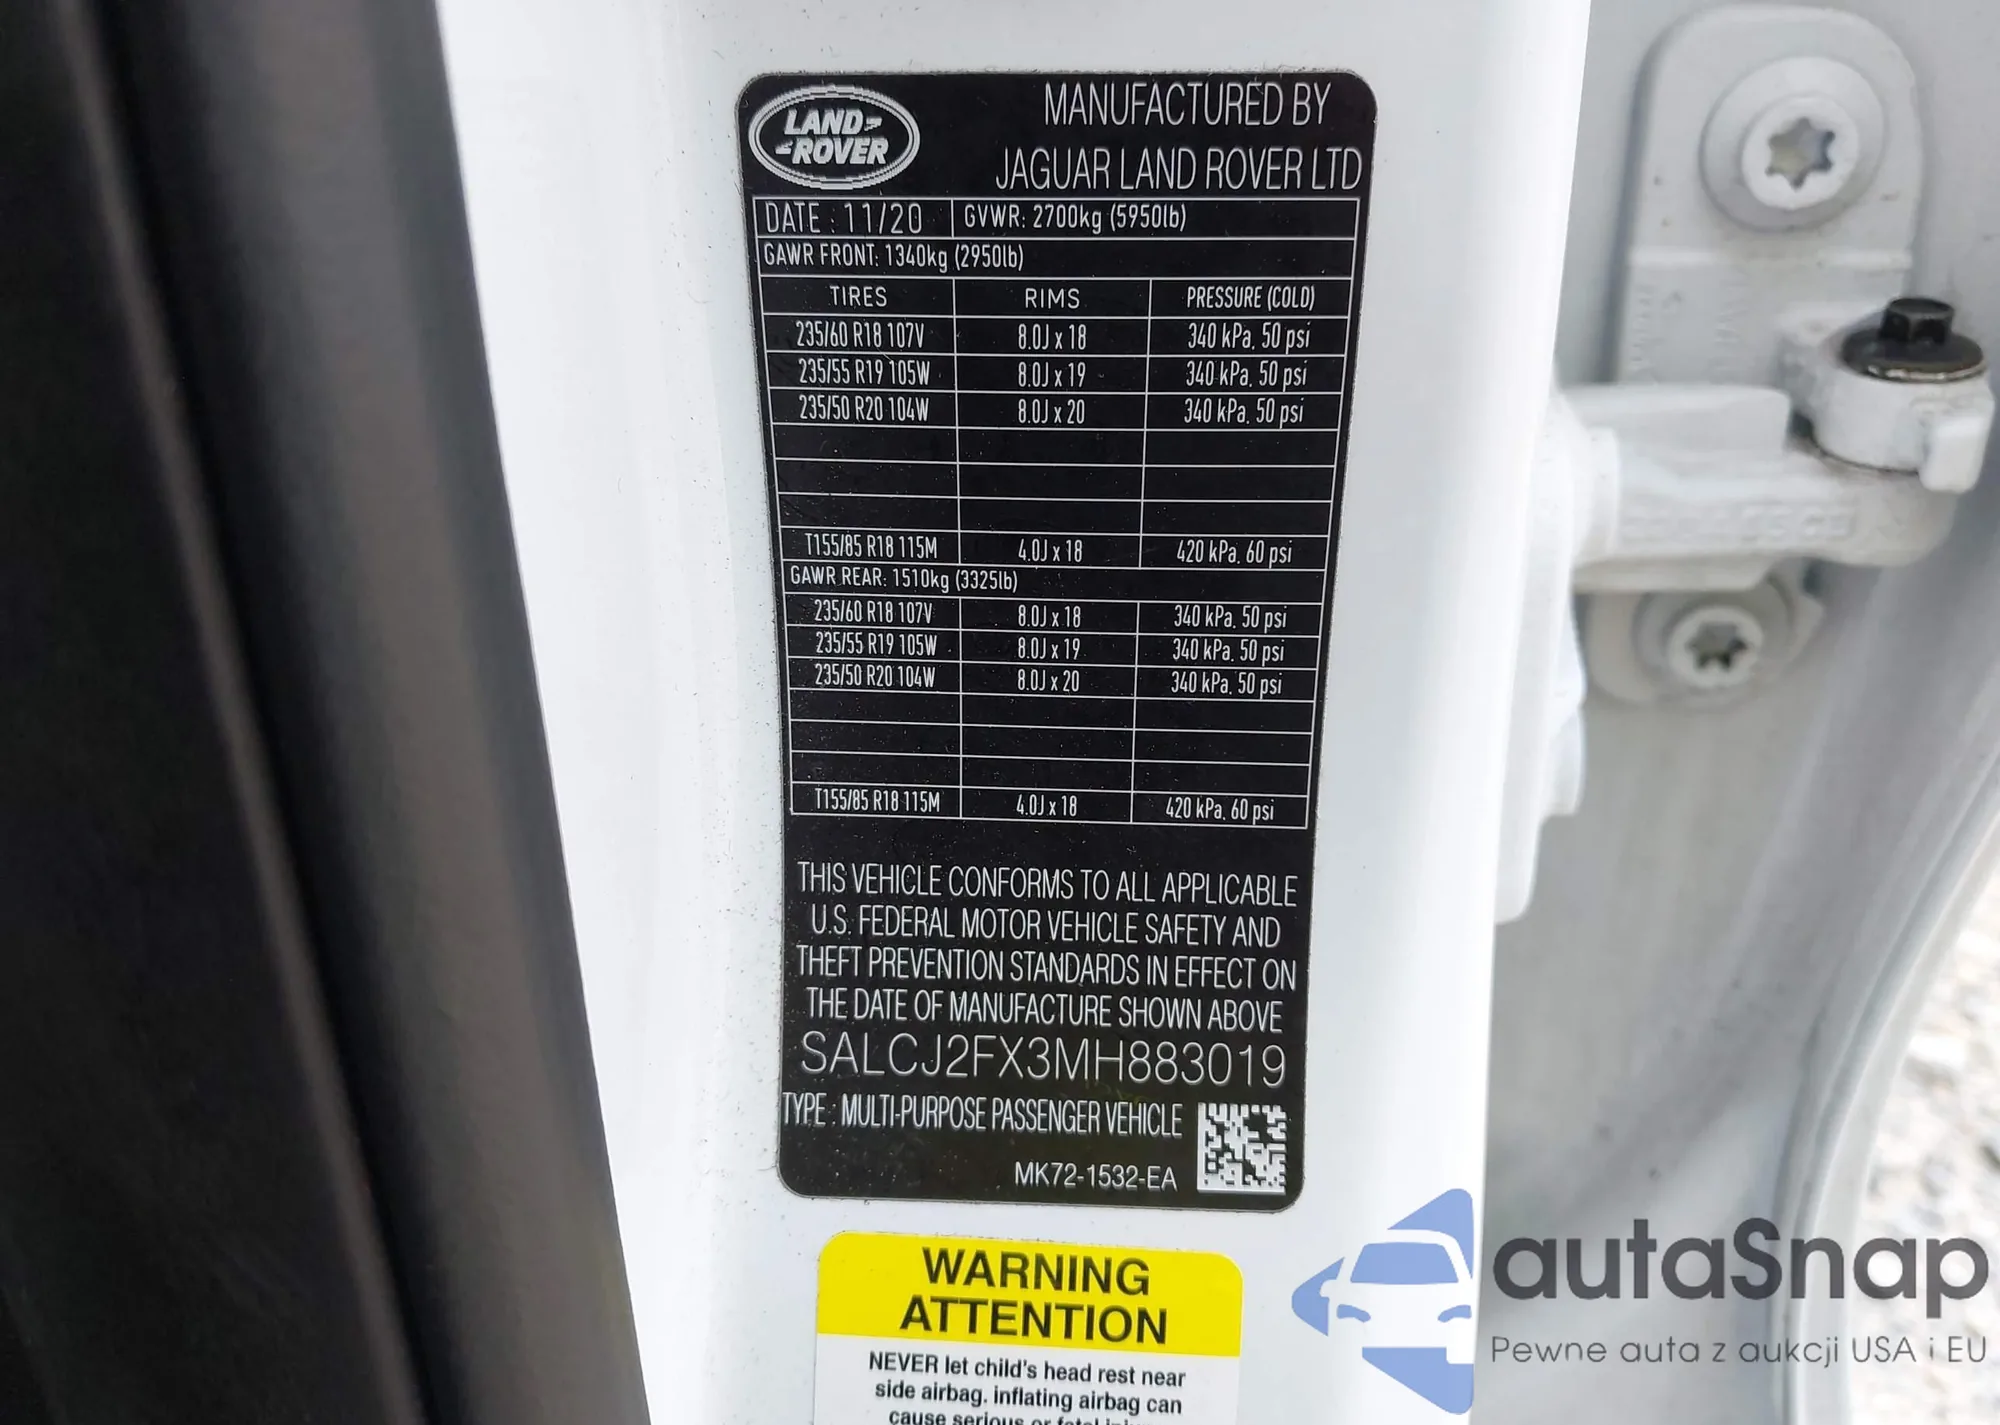 LAND-
-ROVER
MANUFACTURED BY
JAGUAR LAND ROVER LTD
DATE : 11/20 GVWR: 2700kg (5950lb)
GAWR FRONT: 1340kg (2950lb)
TIRES RIMS PRESSURE (COLD)
235/60 R18 107V 8.0J x 18 340 kPa, 50 psi
235/55 R19 105W 8.0J x 19 340 kPa, 50 psi
235/50 R20 104W 8.0J x 20 340 kPa, 50 psi
T155/85 R18 115M 4.0J x 18 420 kPa, 60 psi
GAWR REAR: 1510kg (3325lb)
235/60 R18 107V 8.0J x 18 340 kPa, 50 psi
235/55 R19 105W 8.0J x 19 340 kPa, 50 psi
235/50 R20 104W 8.0J x 20 340 kPa, 50 psi
T155/85 R18 115M 4.0J x 18 420 kPa, 60 psi
THIS VEHICLE CONFORMS TO ALL APPLICABLE
U.S. FEDERAL MOTOR VEHICLE SAFETY AND
THEFT PREVENTION STANDARDS IN EFFECT ON
THE DATE OF MANUFACTURE SHOWN ABOVE
SALCJ2FX3MH883019
TYPE : MULTI-PURPOSE PASSENGER VEHICLE
MK72-1532-EA
WARNING
ATTENTION
NEVER let child's head rest near
side airbag, inflating airbag can
cause serious or fatal
autaSnap
Pewne auta z aukcji USA i EU